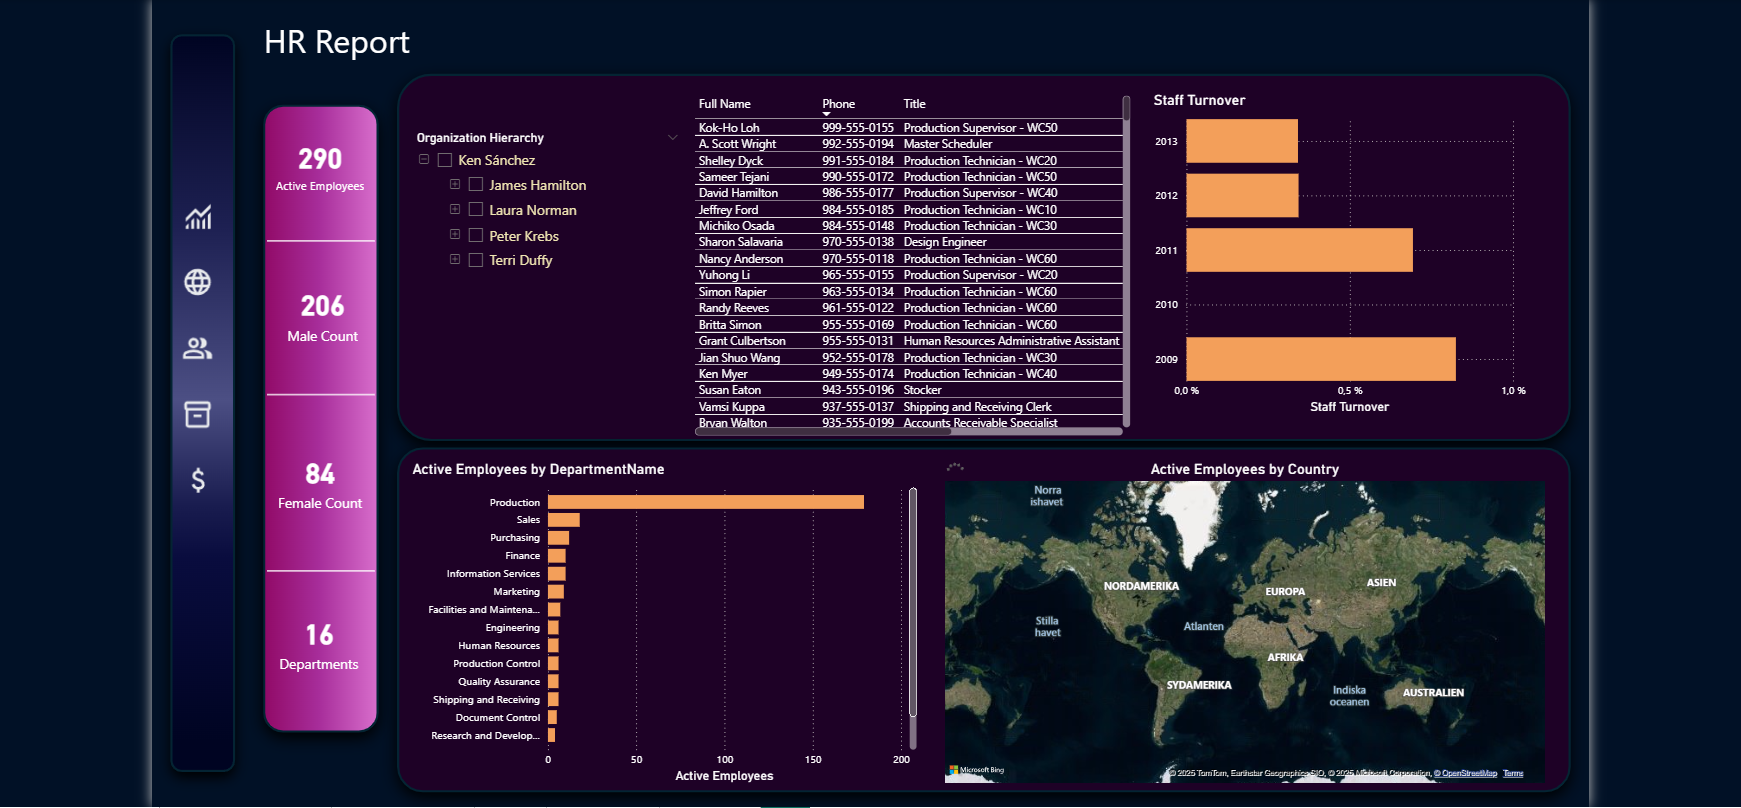 HR Report
290
Active Employees
206
Male Count
84
Female Count
16
Departments
$
Organization Hierarchy
Ken Sánchez
James Hamilton
Laura Norman
Peter Krebs
Terri Duffy
Full Name Phone Title
Kok-Ho Loh 999-555-0155 Production Supervisor - WC50
A. Scott Wright 992-555-0194 Master Scheduler
Shelley Dyck 991-555-0184 Production Technician - WC20
Sameer Tejani 990-555-0172 Production Technician - WC50
David Hamilton 986-555-0177 Production Supervisor - WC40
Jeffrey Ford 984-555-0185 Production Technician - WC10
Michiko Osada 984-555-0148 Production Technician - WC30
Sharon Salavaria 970-555-0138 Design Engineer
Nancy Anderson 970-555-0118 Production Technician - WC60
Yuhong Li 965-555-0155 Production Supervisor - WC20
Simon Rapier 963-555-0134 Production Technician - WC60
Randy Reeves 961-555-0122 Production Technician - WC60
Britta Simon 955-555-0169 Production Technician - WC60
Grant Culbertson 955-555-0131 Human Resources Administrative Assistant
Jian Shuo Wang 952-555-0178 Production Technician - WC30
Ken Myer 949-555-0174 Production Technician - WC40
Susan Eaton 943-555-0196 Stocker
Vamsi Kuppa 937-555-0137 Shipping and Receiving Clerk
Bryan Walton 935-555-0199 Accounts Receivable Specialist
Staff Turnover
2013
2012
2011
2010
2009
0,0 % 0,5 % 1,0 %
Staff Turnover
Active Employees by DepartmentName
Production
Sales
Purchasing
Finance
Information Services
Marketing
Facilities and Maintena...
Engineering
Human Resources
Production Control
Quality Assurance
Shipping and Receiving
Document Control
Research and Develop...
0 50 100 150 200
Active Employees
Active Employees by Country
Norra
ishavet
NORDAMERIKA
EUROPA
ASIEN
Stilla
havet
Atlanten
AFRIKA
SYDAMERIKA
Indiska
oceanen
AUSTRALIEN
Microsoft Bing
© 2025 TomTom, Earthstar Geographics SIO, © 2025 Microsoft Corporation, © OpenStreetMap Terms